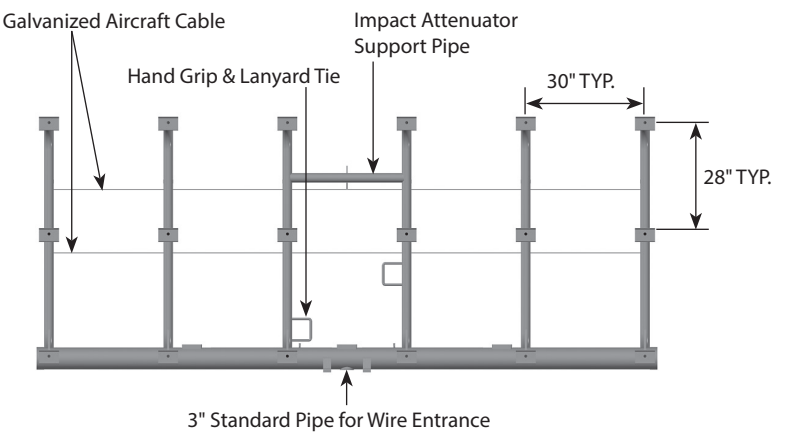 Galvanized Aircraft Cable
Impact Attenuator
Support Pipe
Hand Grip & Lanyard Tie
30" TYP.
28" TYP.
3" Standard Pipe for Wire Entrance